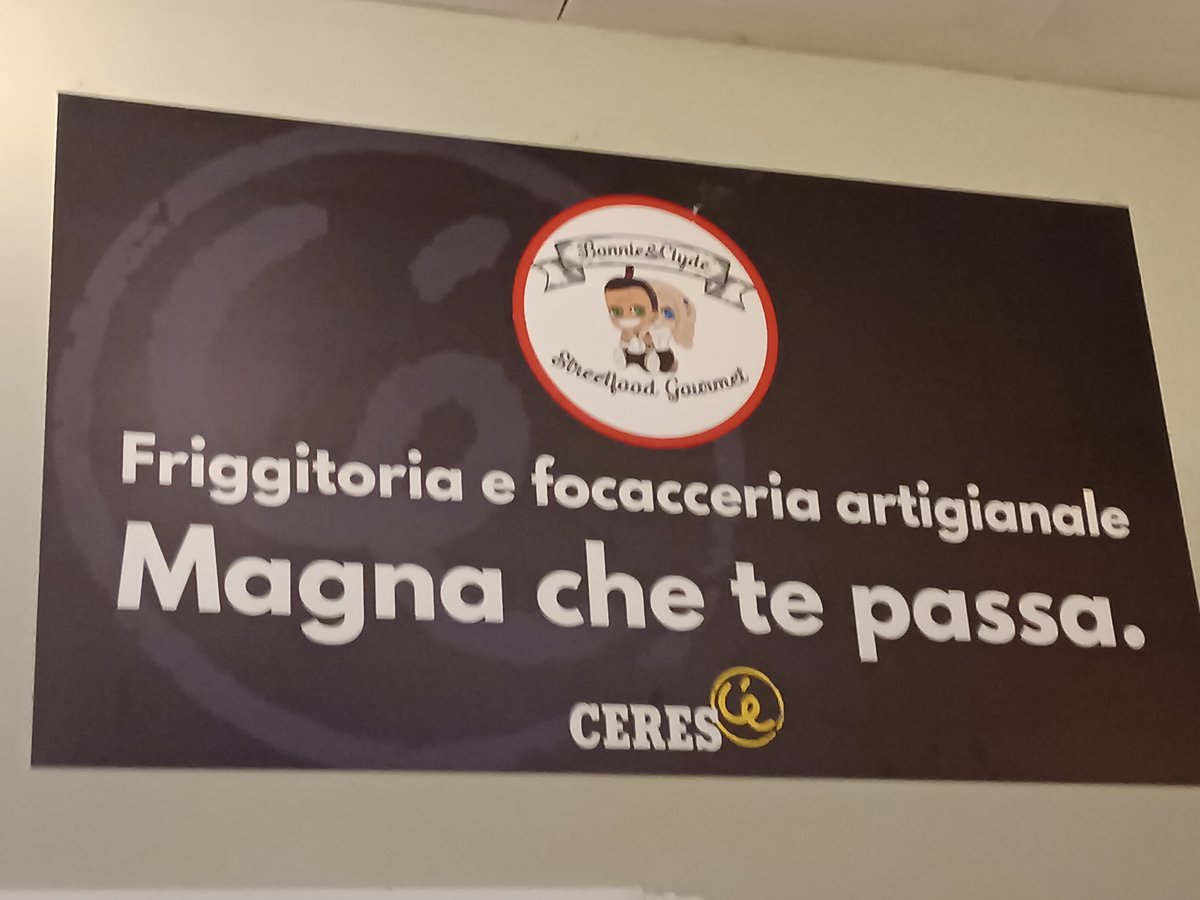 Bonnie&Clyde
Streetfood Gourmet
Friggitoria e focacceria artigianale
Magna che te passa.
CERES C'è